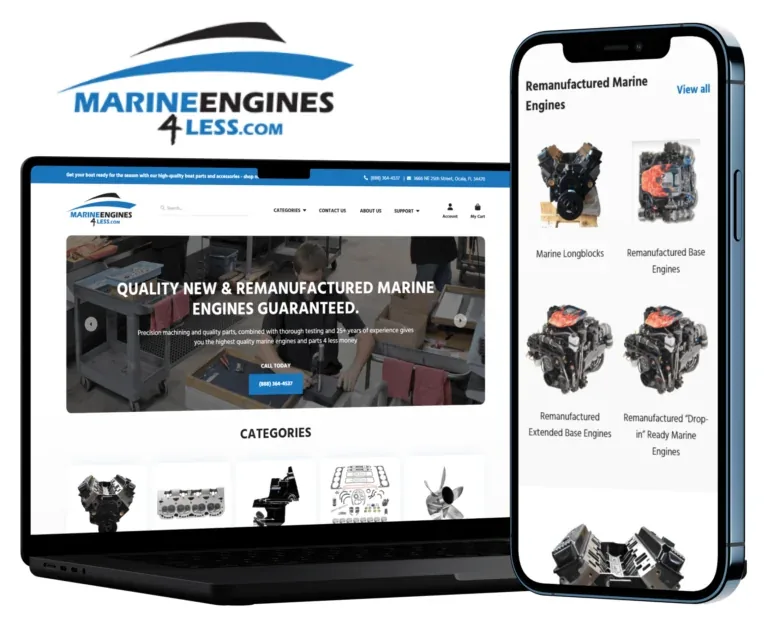 MARINEENGINES
4LESS.COM
Get your boat ready for the season with our high-quality boat parts and accessories - shop
(888) 364-4537 | 3800 NE 25th Street, Ocala, FL 34470
MARINEENGINES
4LESS.COM
Search...
CATEGORIES CONTACT US ABOUT US SUPPORT
Account My Cart
QUALITY NEW & REMANUFACTURED MARINE
ENGINES GUARANTEED.
Precision machining and quality parts, combined with thorough testing and 25+ years of experience gives
you the highest quality marine engines and parts 4 less money
CALL TODAY
(888) 364-4537
CATEGORIES
Remanufactured Marine
Engines
View all
Marine Longblocks
Remanufactured Base
Engines
Remanufactured
Extended Base Engines
Remanufactured “Drop-
in” Ready Marine
Engines